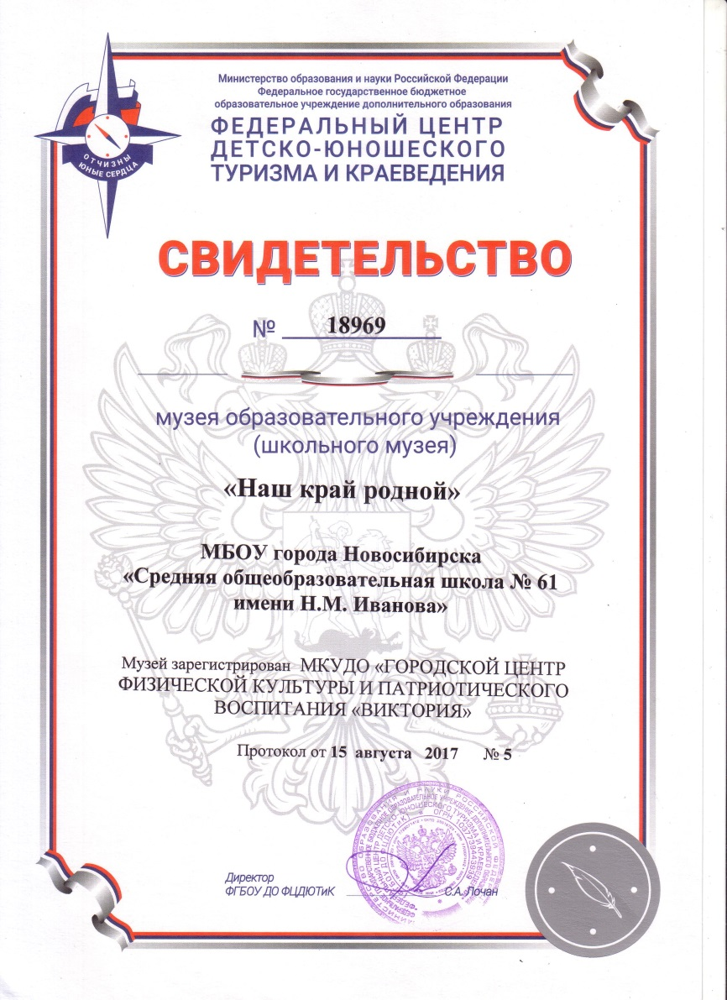 Министерство образования и науки Российской Федерации
Федеральное государственное бюджетное
образовательное учреждение дополнительного образования
ФЕДЕРАЛЬНЫЙ ЦЕНТР
ДЕТСКО-ЮНОШЕСКОГО
ТУРИЗМА И КРАЕВЕДЕНИЯ
ОТЧИЗНЫ
ЮНЫЕ СЕРДЦА
СВИДЕТЕЛЬСТВО
№ 18969
музея образовательного учреждения
(школьного музея)
«Наш край родной»
МБОУ города Новосибирска
«Средняя общеобразовательная школа № 61
имени Н.М. Иванова»
Музей зарегистрирован МКУДО «ГОРОДСКОЙ ЦЕНТР
ФИЗИЧЕСКОЙ КУЛЬТУРЫ И ПАТРИОТИЧЕСКОГО
ВОСПИТАНИЯ «ВИКТОРИЯ»
Протокол от 15 августа 2017 № 5
Директор
ФГБОУ ДО ФЦДЮТиК С.А. Лочан